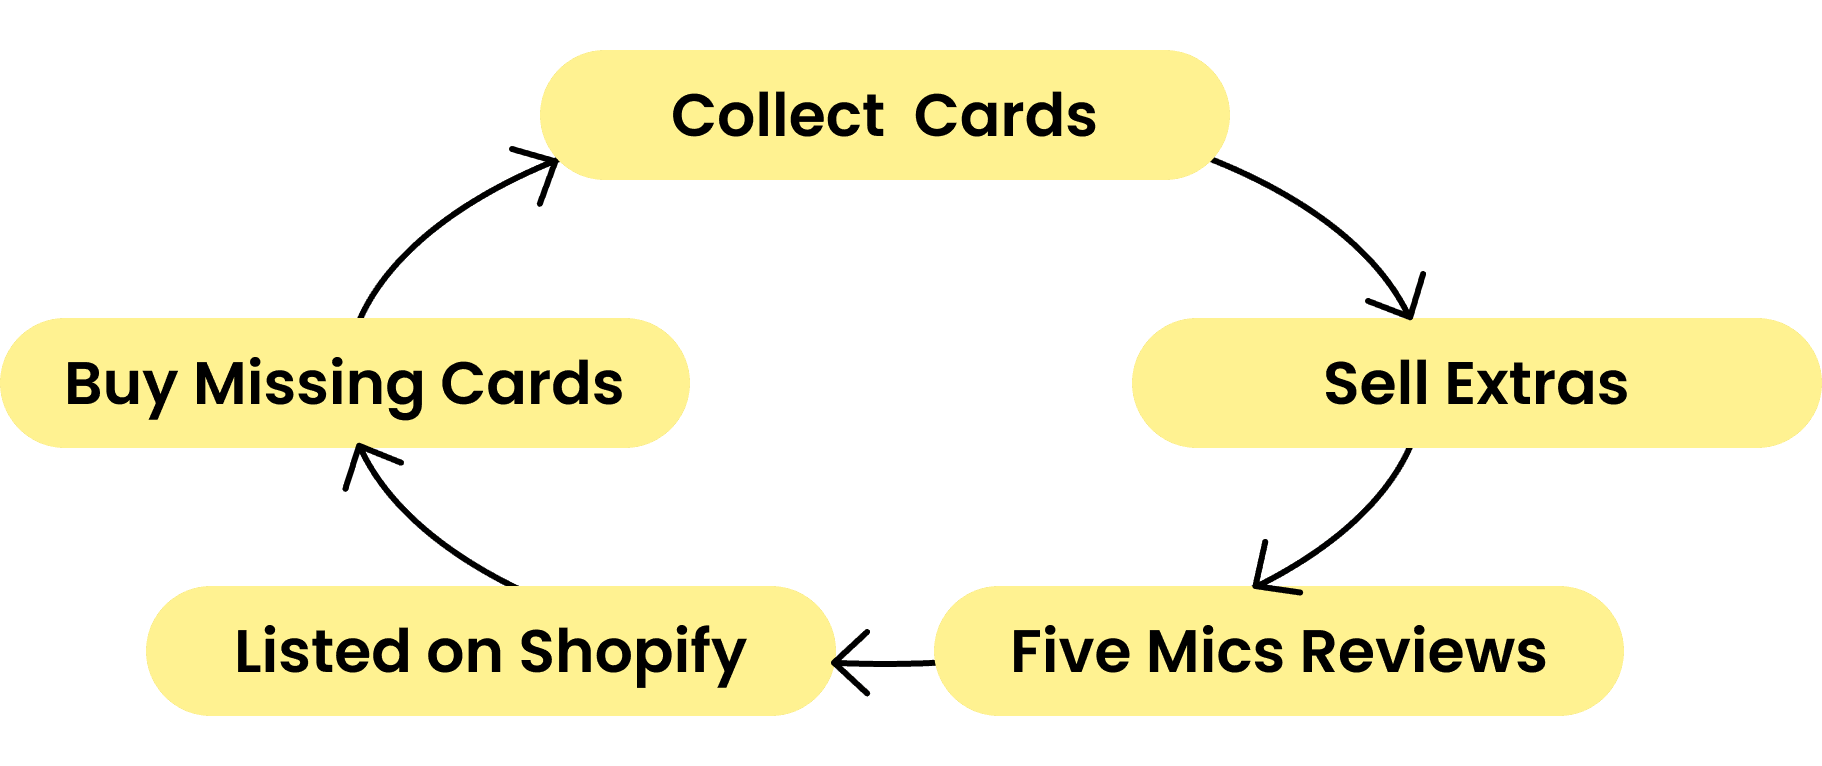 Collect  Cards
Buy Missing Cards
Sell Extras
Listed on Shopify
Five Mics Reviews